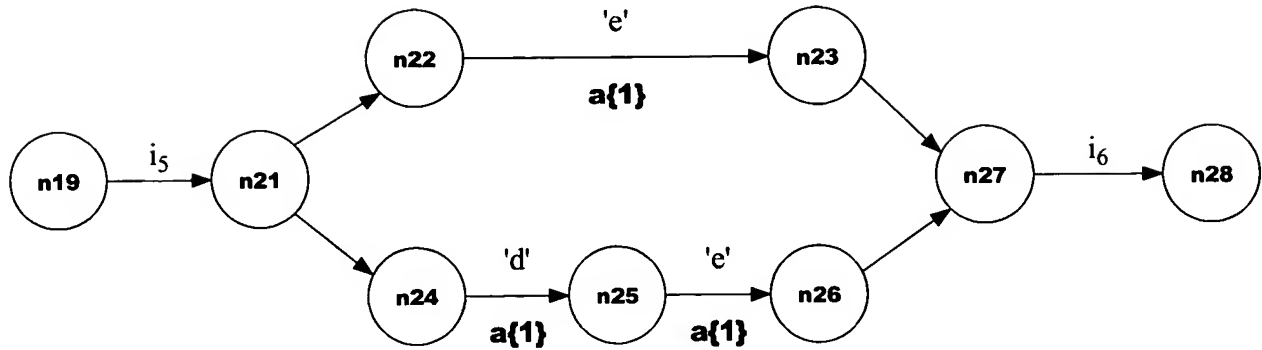 'e'
n22
n23
a{1}
i5
i6
n19
n21
n27
n28
'd'
'e'
n24
n25
n26
a{1}
a{1}